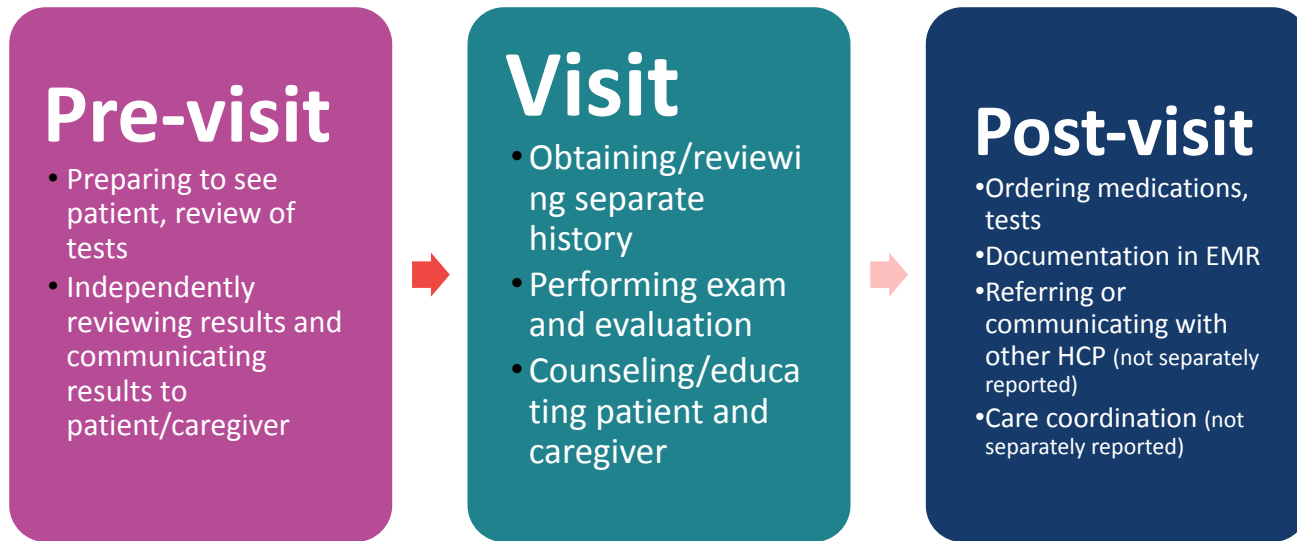 Pre-visit
• Preparing to see
patient, review of
tests
• Independently
reviewing results and
communicating
results to
patient/caregiver
Visit
• Obtaining/reviewi
ng separate
history
• Performing exam
and evaluation
• Counseling/educa
ting patient and
caregiver
Post-visit
•Ordering medications,
tests
•Documentation in EMR
•Referring or
communicating with
other HCP (not separately
reported)
•Care coordination (not
separately reported)